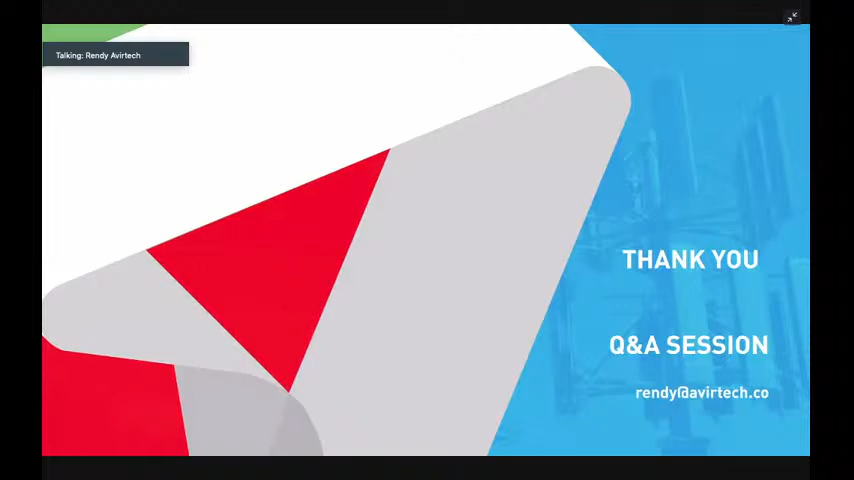 Talking: Rendy Avirtech
THANK YOU
Q&A SESSION
rendy@avirtech.co